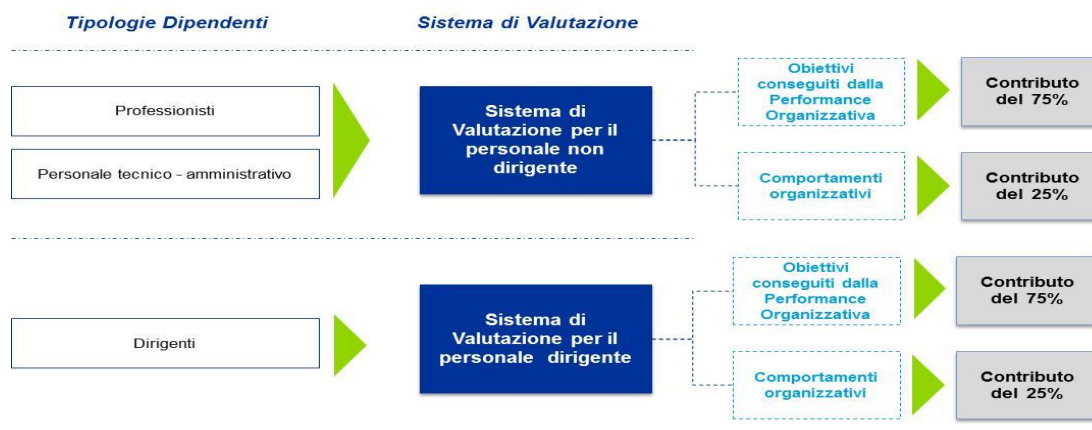 Tipologie Dipendenti
Sistema di Valutazione
Professionisti
Personale tecnico - amministrativo
Sistema di
Valutazione per il
personale non
dirigente
Obiettivi
conseguiti dalla
Performance
Organizzativa
Contributo
del 75%
Comportamenti
organizzativi
Contributo
del 25%
Dirigenti
Sistema di
Valutazione per il
personale dirigente
Obiettivi
conseguiti dalla
Performance
Organizzativa
Contributo
del 75%
Comportamenti
organizzativi
Contributo
del 25%